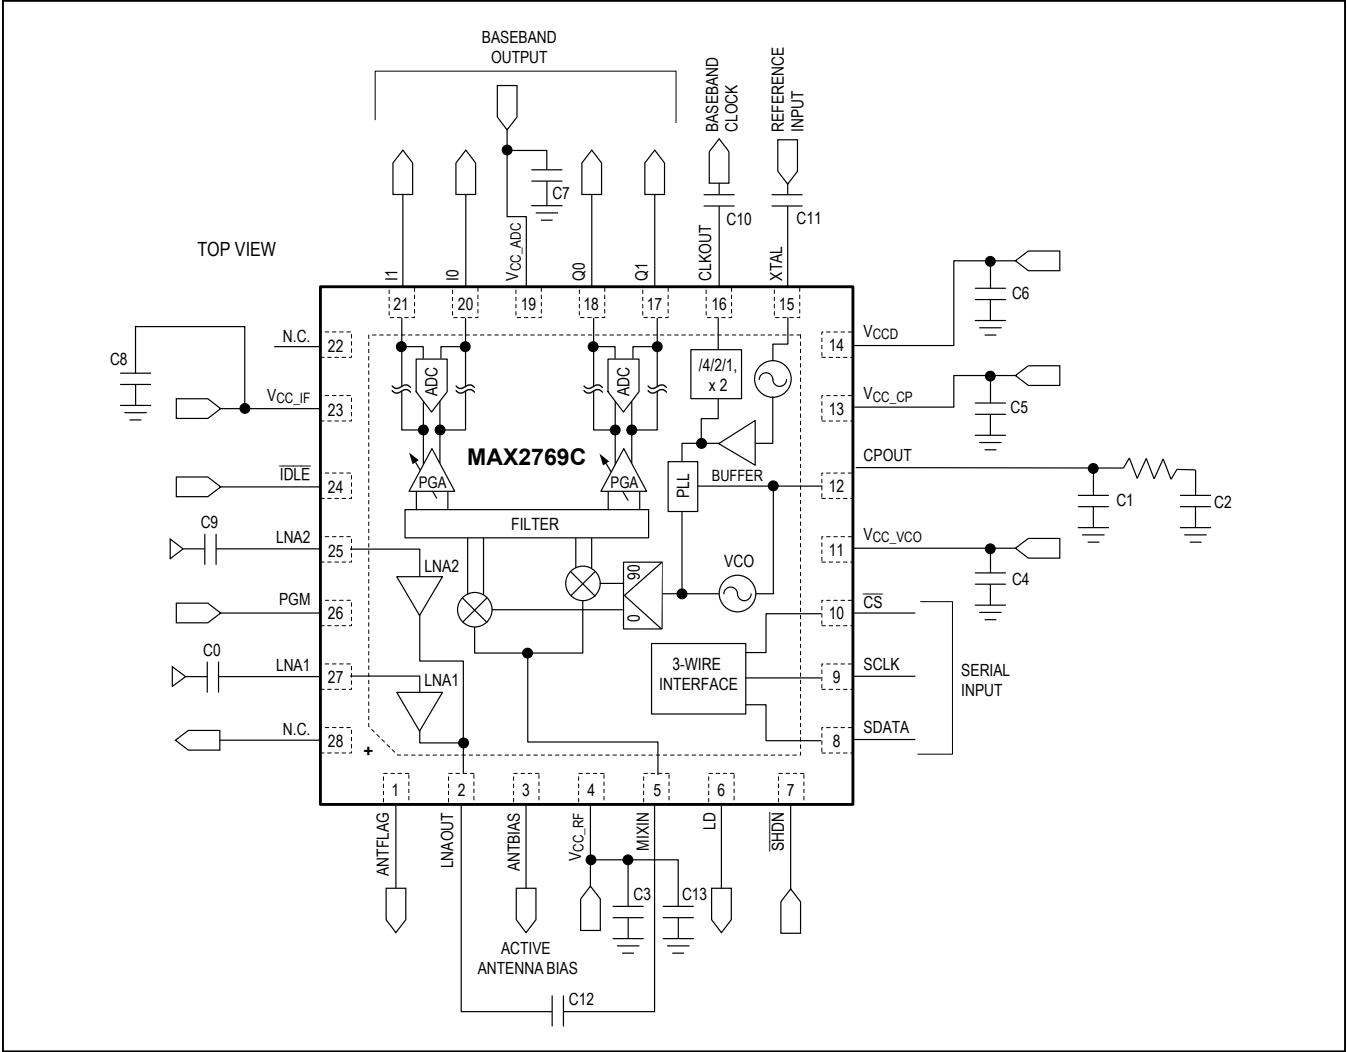 BASEBAND
OUTPUT
BASEBAND
CLOCK
REFERENCE
INPUT
C7
C10
C11
TOP VIEW
I1
I0
VCC_ADC
Q0
Q1
CLKOUT
XTAL
21
20
19
18
17
16
15
C6
N.C.
22
14
VCCD
C8
VCC_IF
23
13
VCC_CP
C5
ADC
ADC
/4/2/1,
x 2
MAX2769C
BUFFER
PGA
PGA
PLL
IDLE
24
12
CPOUT
C1
C2
FILTER
C9
LNA2
25
11
VCC_VCO
C4
LNA2
VCO
90
0
PGM
26
10
CS
C0
LNA1
27
LNA1
3-WIRE
INTERFACE
9
SCLK
SERIAL
INPUT
N.C.
28
+
8
SDATA
1
2
3
4
5
6
7
ANTFLAG
LNAOUT
ANTBIAS
VCC_RF
MIXIN
LD
SHDN
C3
C13
ACTIVE
ANTENNA BIAS
C12